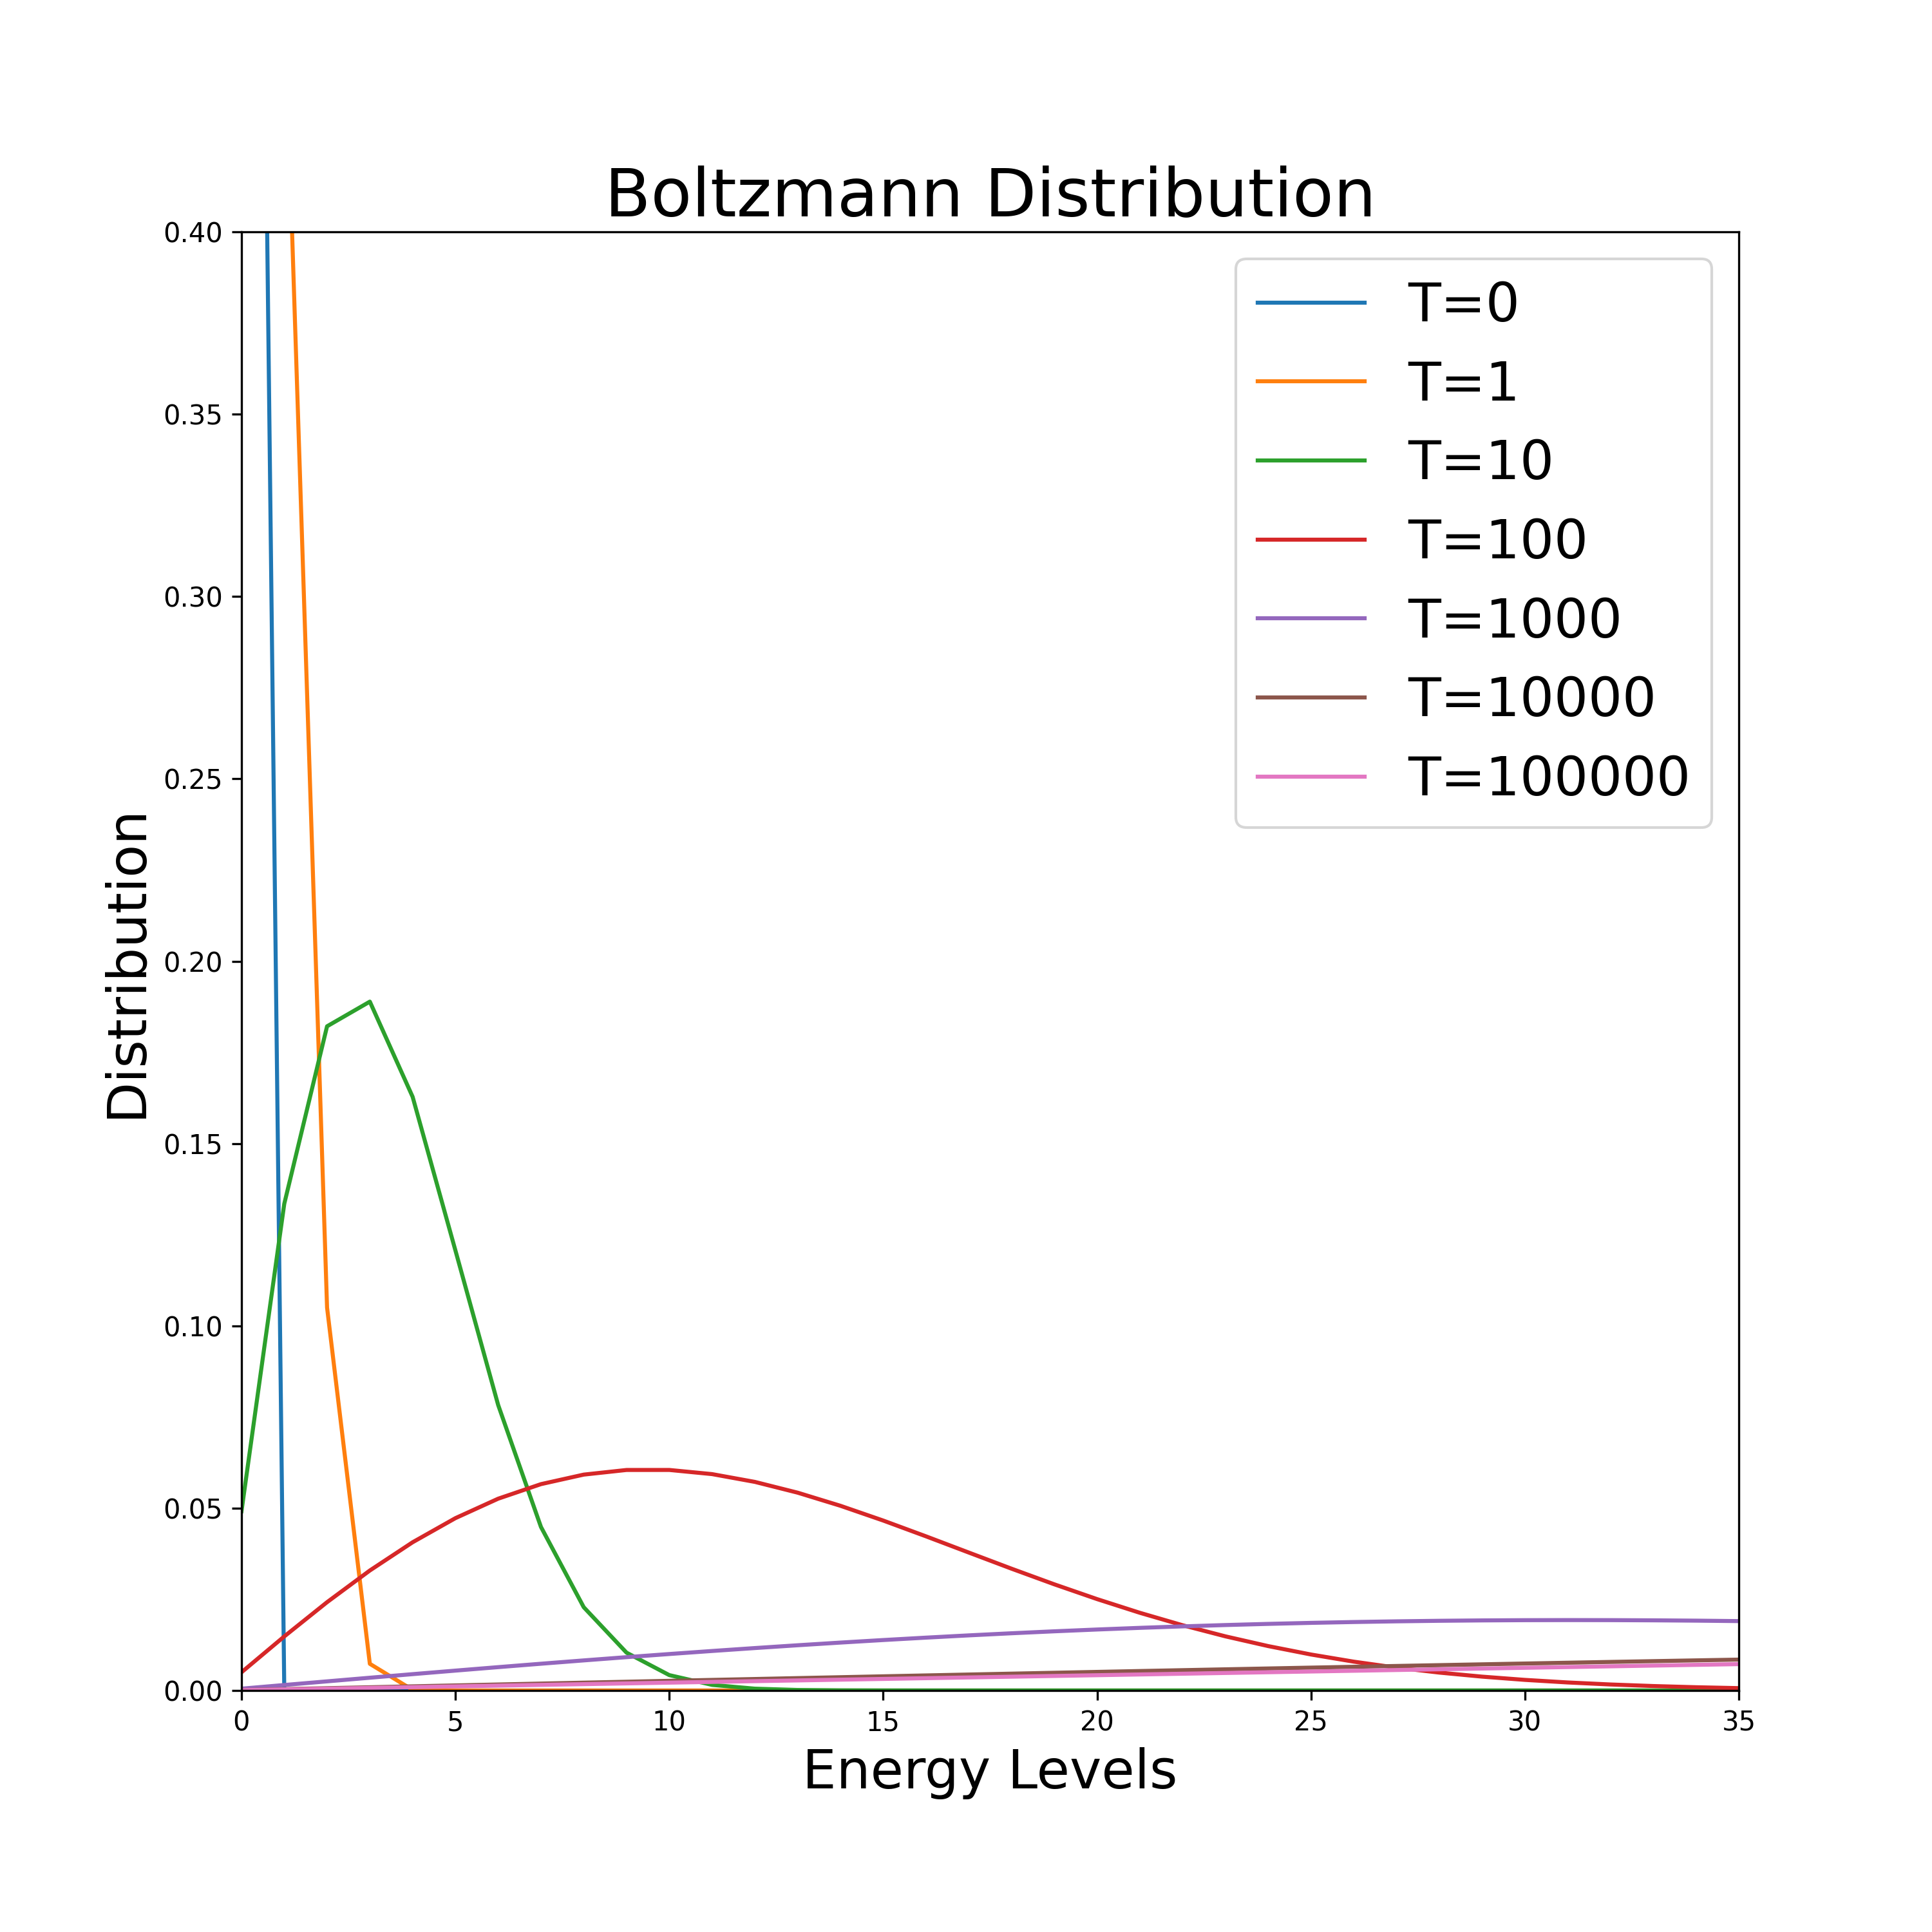 Boltzmann Distribution
0.40
0.35
0.30
0.25
0.20
0.15
0.10
0.05
0.00
Distribution
T=0
T=1
T=10
T=100
T=1000
T=10000
T=100000
0 5 10 15 20 25 30 35
Energy Levels